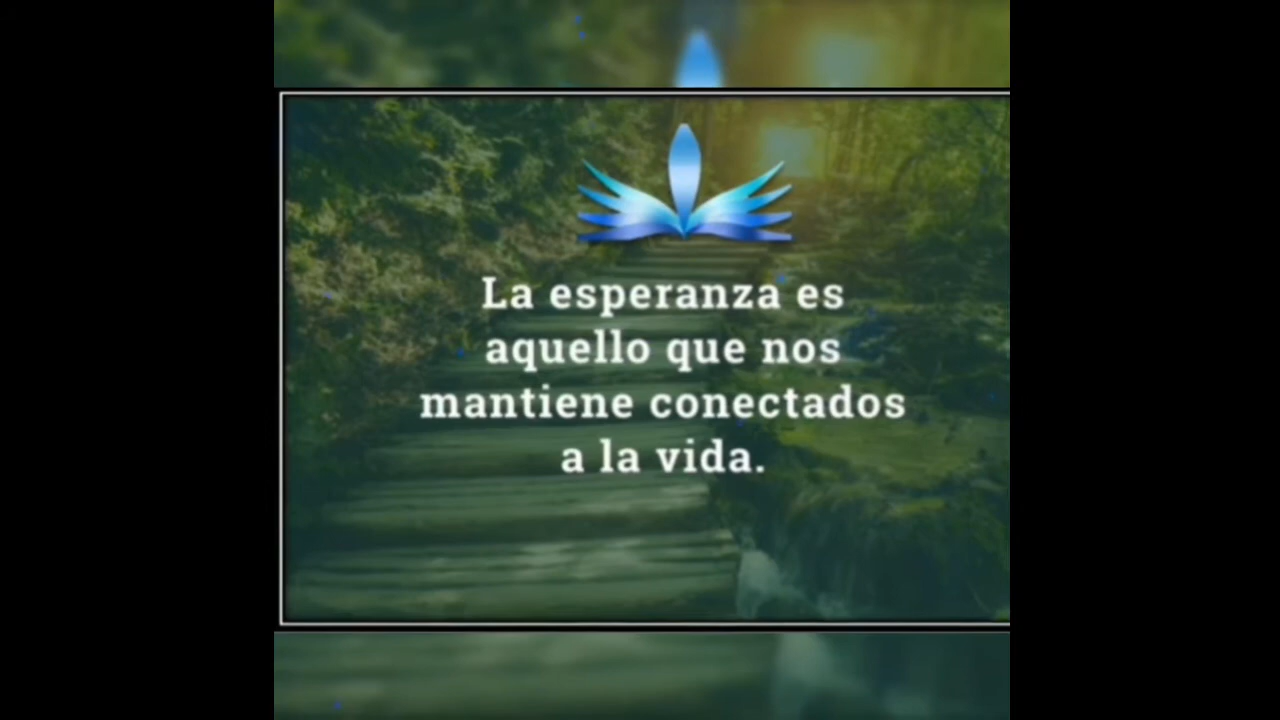 La esperanza es
aquello que nos
mantiene conectados
a la vida.